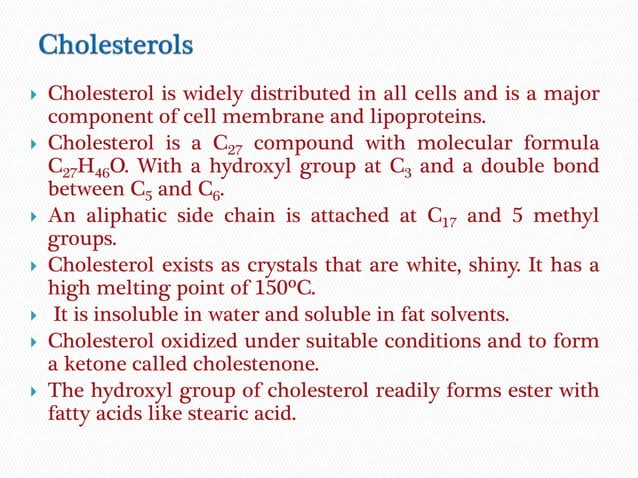 Cholesterols
Cholesterol is widely distributed in all cells and is a major
component of cell membrane and lipoproteins.
Cholesterol is a C₂₇ compound with molecular formula
C₂₇H₄₆O. With a hydroxyl group at C₃ and a double bond
between C₅ and C₆.
An aliphatic side chain is attached at C₁₇ and 5 methyl
groups.
Cholesterol exists as crystals that are white, shiny. It has a
high melting point of 150ºC.
It is insoluble in water and soluble in fat solvents.
Cholesterol oxidized under suitable conditions and to form
a ketone called cholestenone.
The hydroxyl group of cholesterol readily forms ester with
fatty acids like stearic acid.